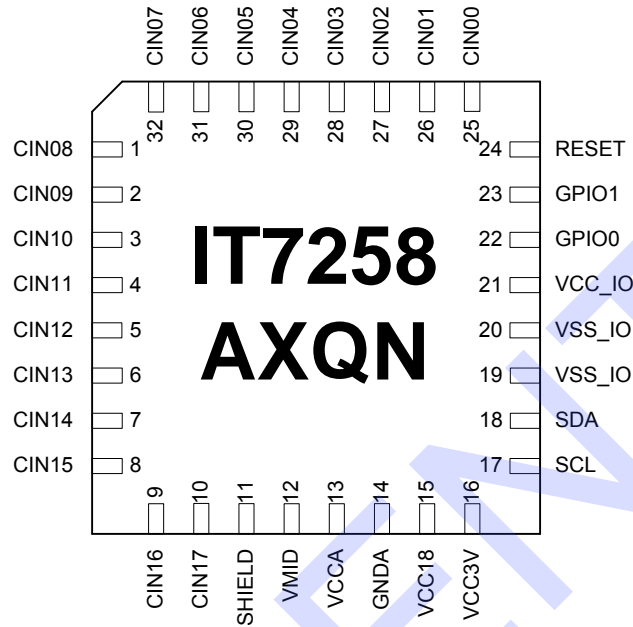 CIN07 CIN06 CIN05 CIN04 CIN03 CIN02 CIN01 CIN00
32 31 30 29 28 27 26 25
CIN08 1 24 RESET
CIN09 2 23 GPIO1
CIN10 3 22 GPIO0
CIN11 4 21 VCC_IO
CIN12 5 20 VSS_IO
CIN13 6 19 VSS_IO
CIN14 7 18 SDA
CIN15 8 17 SCL
IT7258
AXQN
9 10 11 12 13 14 15 16
CIN16 CIN17 SHIELD VMID VCCA GNDA VCC18 VCC3V